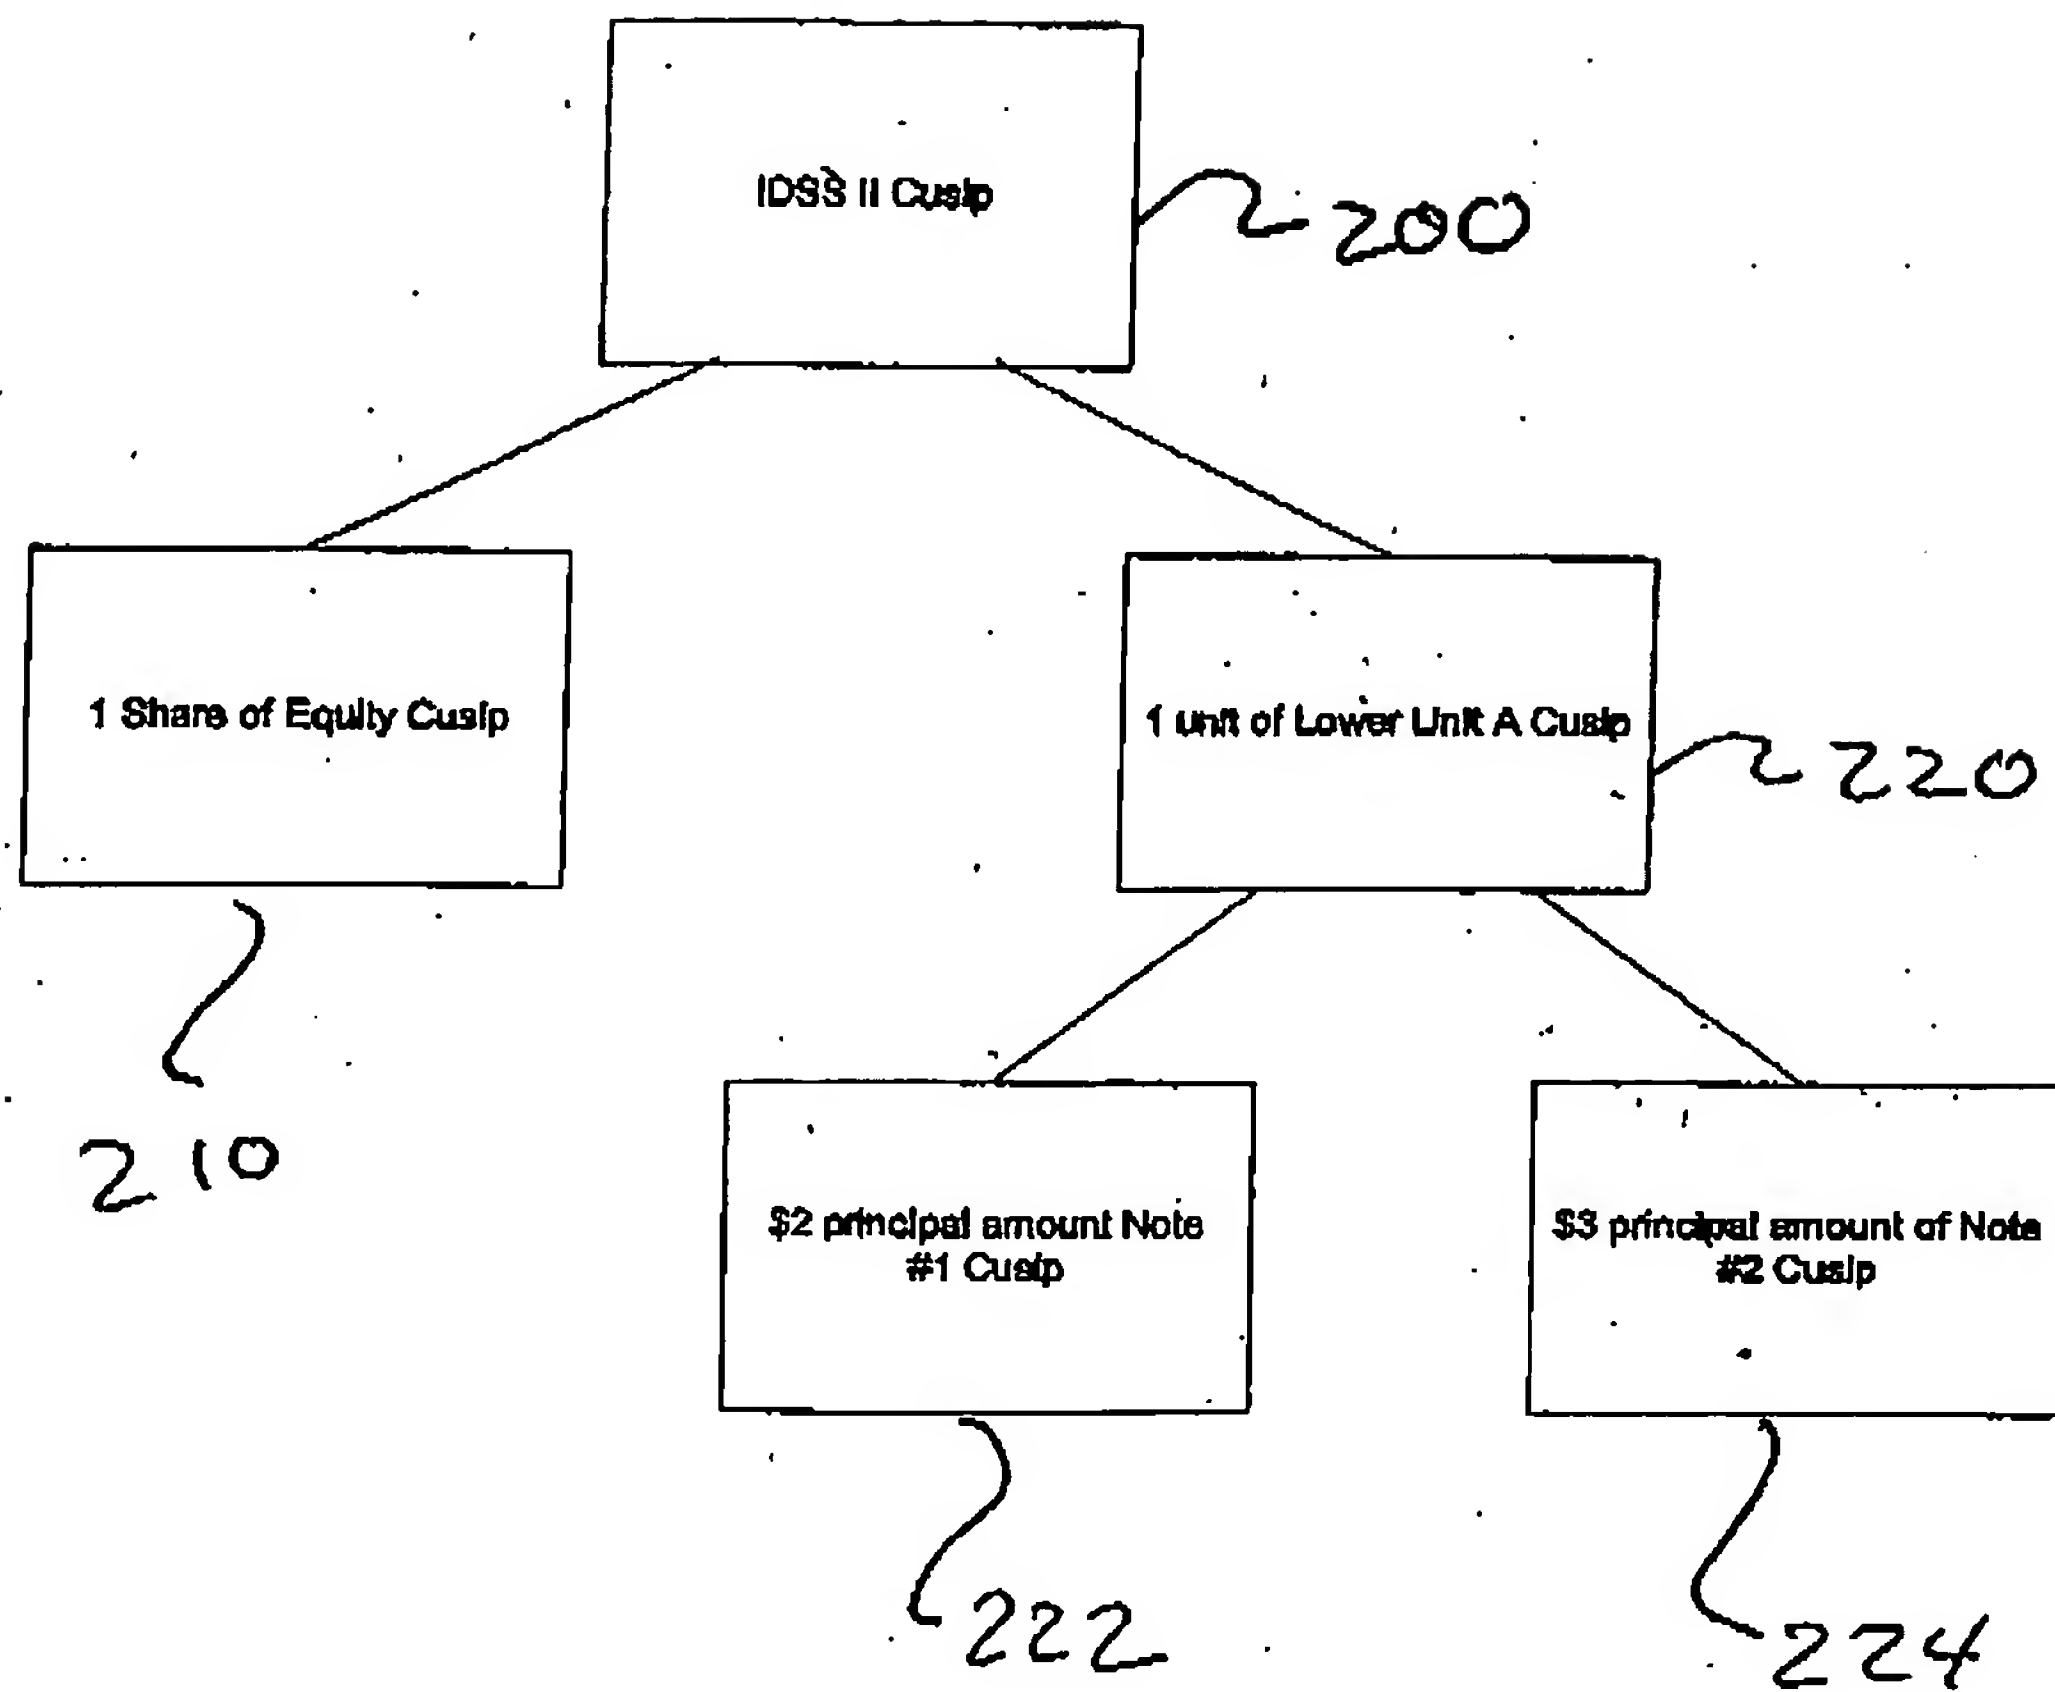 IDSS II Cusip
200
1 Share of Equity Cusip
1 unit of Lower Unit A Cusip
220
210
$2 principal amount Note
#1 Cusip
$3 principal amount of Note
#2 Cusip
222
224